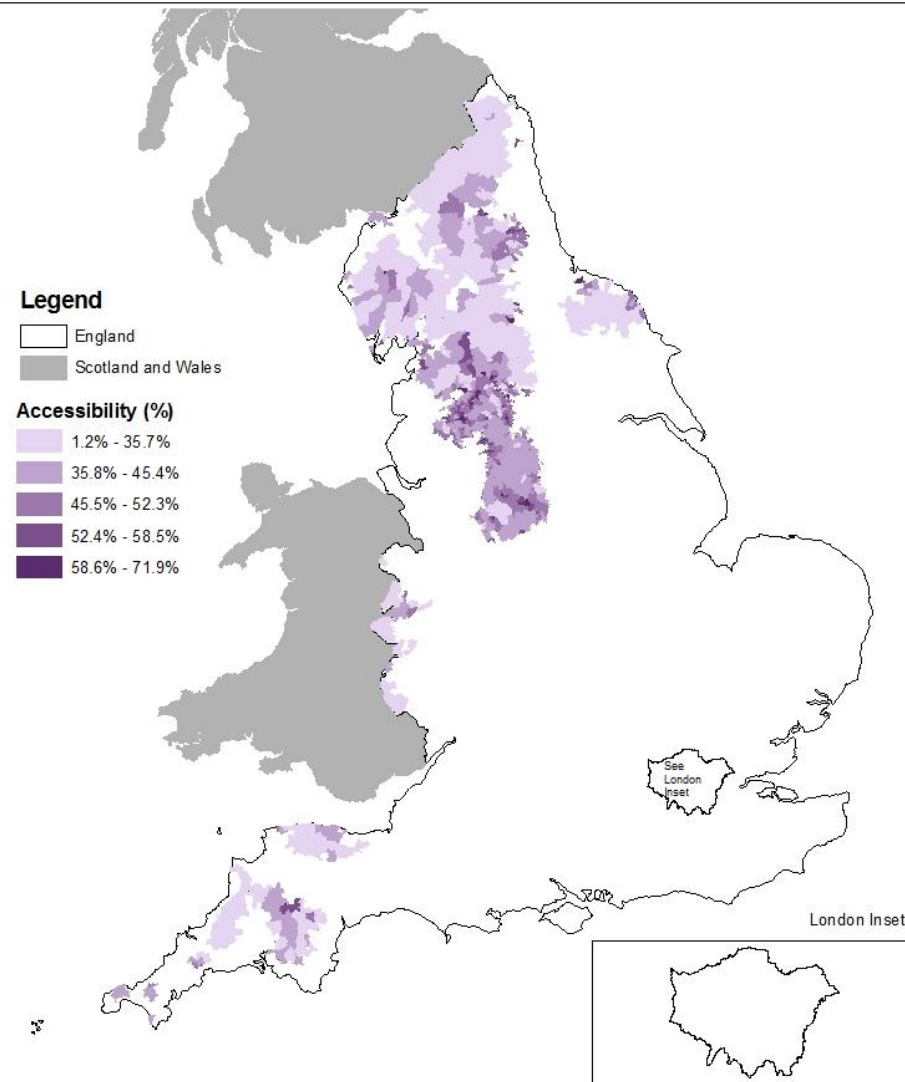 Legend
England
Scotland and Wales
Accessibility (%)
1.2% - 35.7%
35.8% - 45.4%
45.5% - 52.3%
52.4% - 58.5%
58.6% - 71.9%
See
London
Inset
London Inset